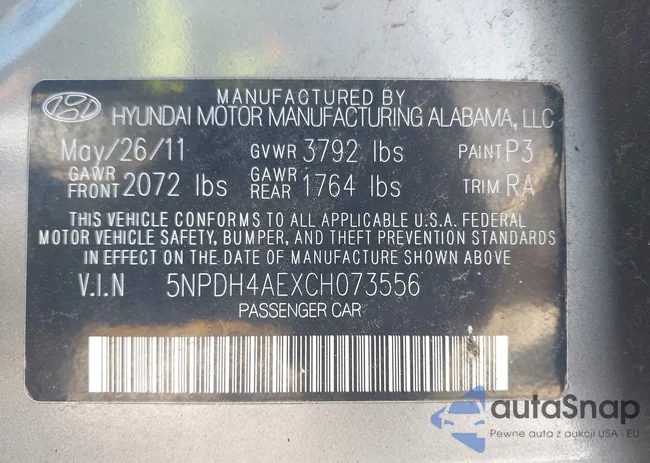 MANUFACTURED BY
HYUNDAI MOTOR MANUFACTURING ALABAMA, LLC
May/26/11 GVWR 3792 lbs PAINT P3
GAWR FRONT 2072 lbs GAWR REAR 1764 lbs TRIM RA
THIS VEHICLE CONFORMS TO ALL APPLICABLE U.S.A. FEDERAL
MOTOR VEHICLE SAFETY, BUMPER, AND THEFT PREVENTION STANDARDS
IN EFFECT ON THE DATE OF MANUFACTURE SHOWN ABOVE.
V.I.N 5NPDH4AEXCH073556
PASSENGER CAR
autaSnap
Pewne auta z aukcji USA i EU